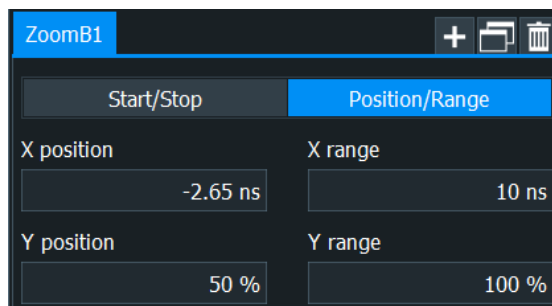 ZoomB1
Start/Stop Position/Range
X position X range
-2.65 ns 10 ns
Y position Y range
50 % 100 %